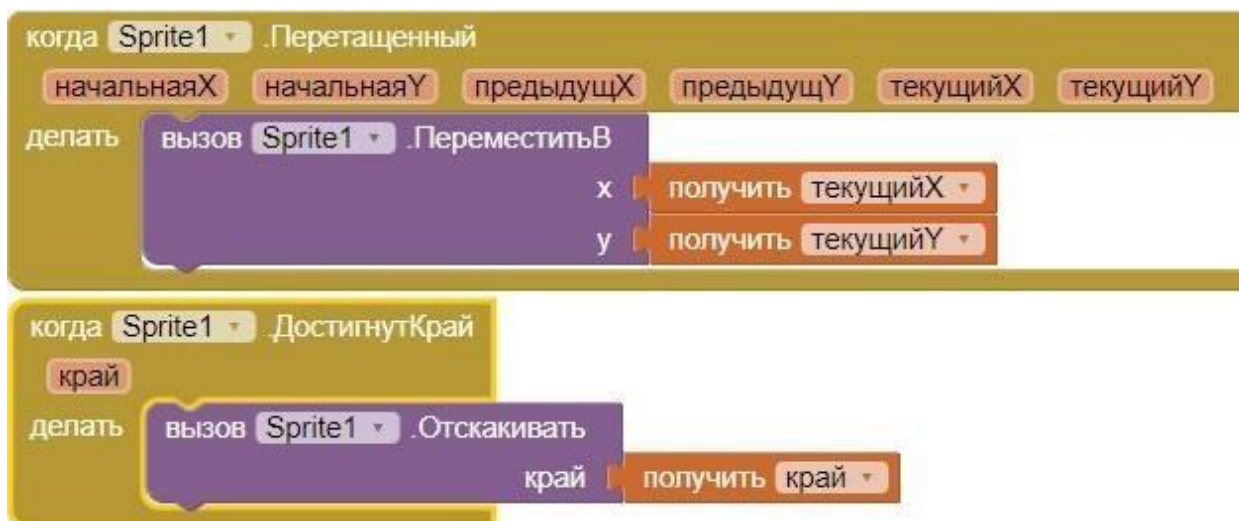 когда Sprite1 .Перетащенный
начальнаяX начальнаяY предыдущX предыдущY текущийX текущийY
делать вызов Sprite1 .ПереместитьВ
x получить текущийX
y получить текущийY
когда Sprite1 .ДостигнутКрай
край
делать вызов Sprite1 .Отскакивать
край получить край